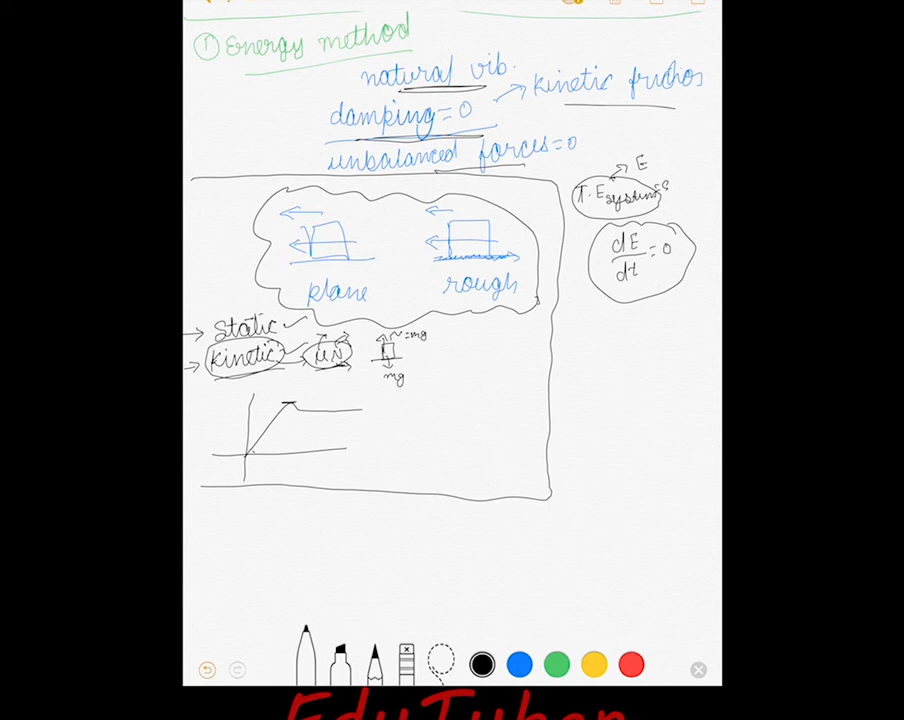 ① Energy method
natural vib.
damping=0 → kinetic friction
unbalanced forces=0
E
T.E systems
dE/dt = 0
plane
rough
→ static ✓
→ kinetic μN
N=mg
mg
EduTuber